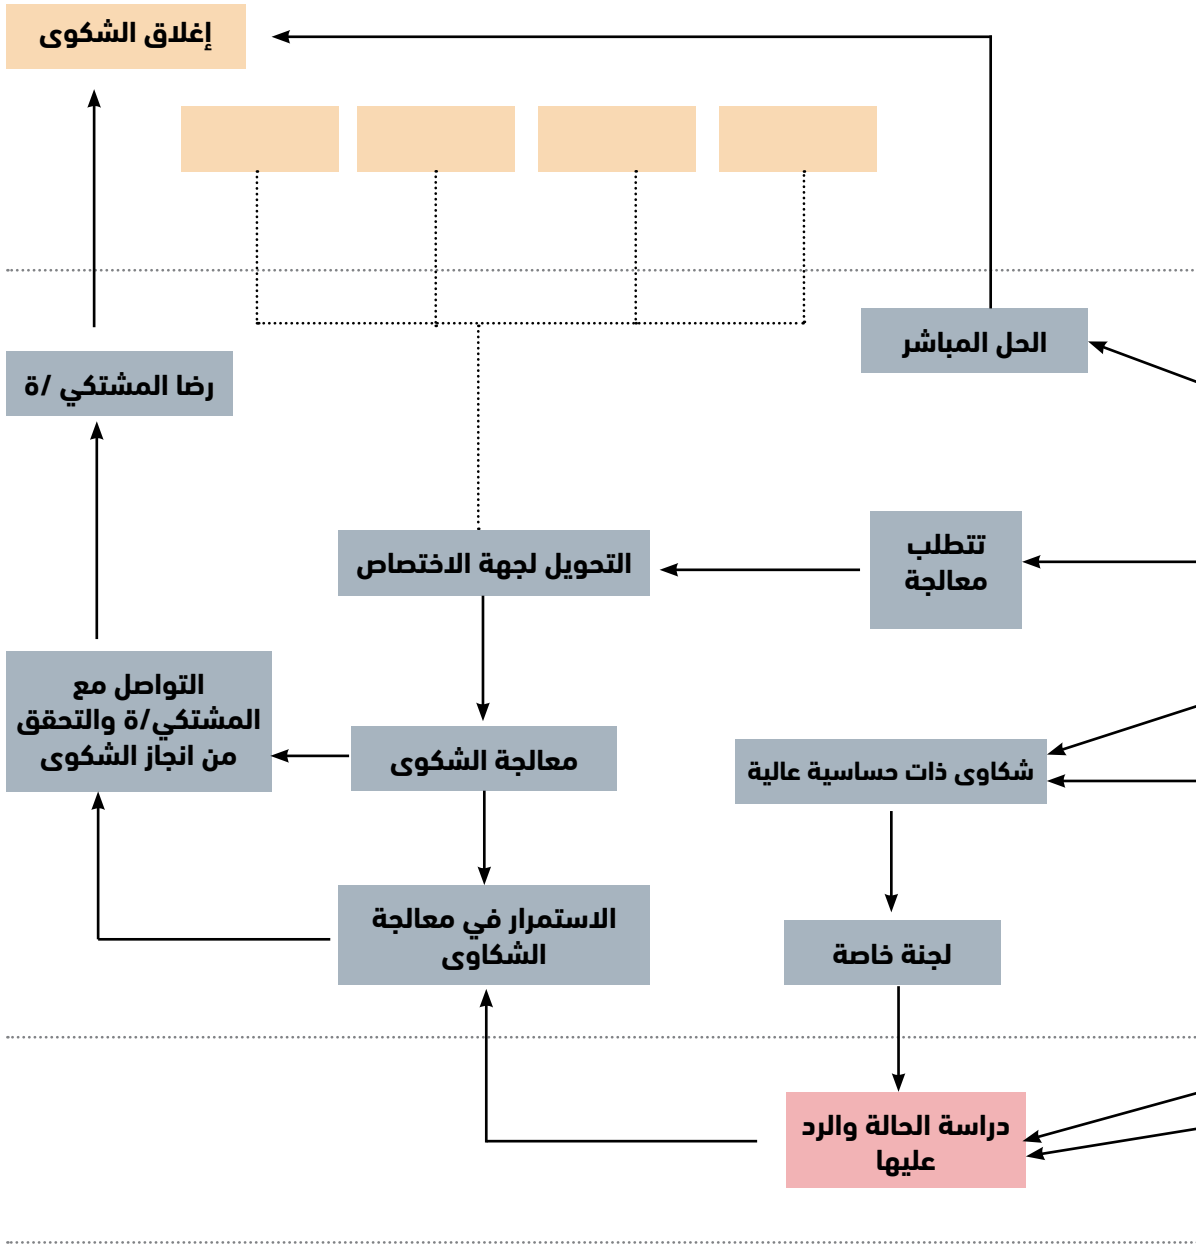 إغلاق الشكوى
الحل المباشر
رضا المشتكي /ة
تتطلب
معالجة
التحويل لجهة الاختصاص
التواصل مع
المشتكي/ة والتحقق
من انجاز الشكوى
معالجة الشكوى
شكاوى ذات حساسية عالية
الاستمرار في معالجة
الشكاوى
لجنة خاصة
دراسة الحالة والرد
عليها